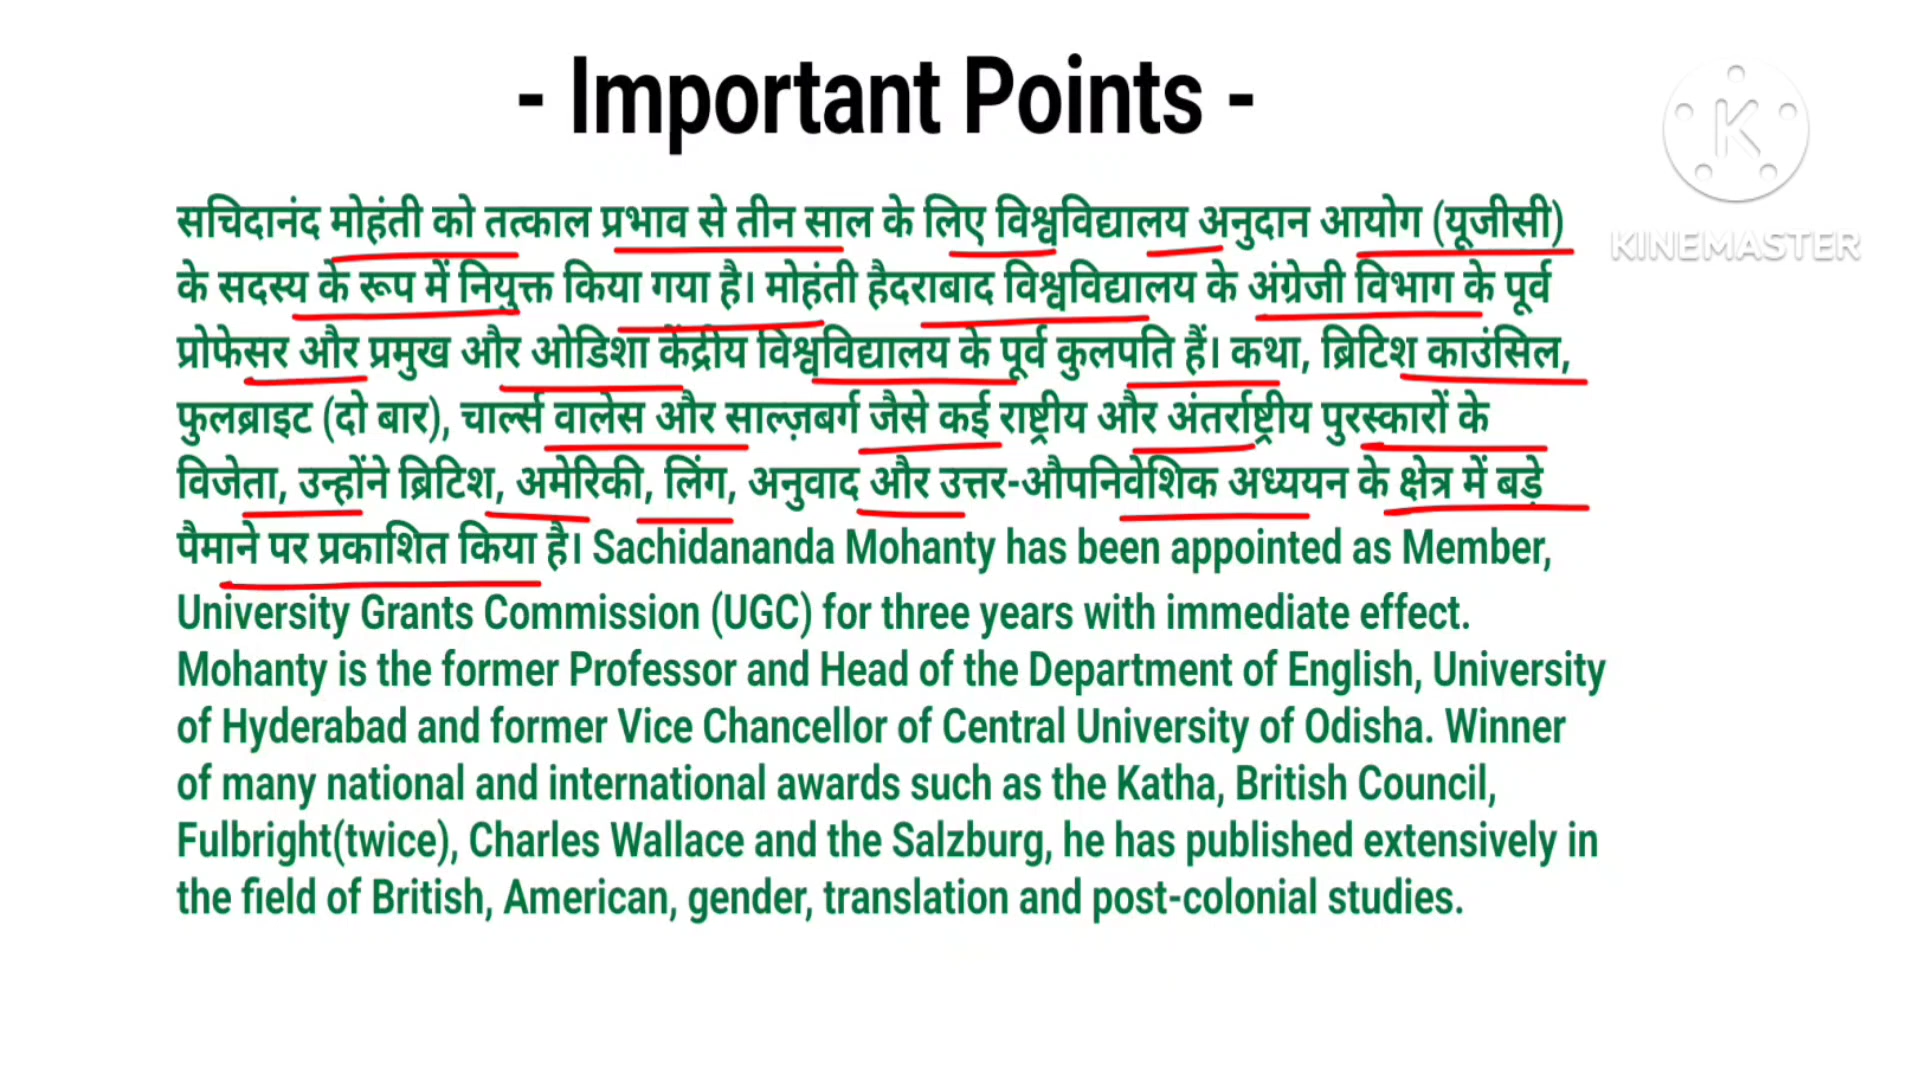 - Important Points -
K
KINEMASTER
सचिदानंद मोहंती को तत्काल प्रभाव से तीन साल के लिए विश्वविद्यालय अनुदान आयोग (यूजीसी)
के सदस्य के रूप में नियुक्त किया गया है। मोहंती हैदराबाद विश्वविद्यालय के अंग्रेजी विभाग के पूर्व
प्रोफेसर और प्रमुख और ओडिशा केंद्रीय विश्वविद्यालय के पूर्व कुलपति हैं। कथा, ब्रिटिश काउंसिल,
फुलब्राइट (दो बार), चार्ल्स वालेस और साल्ज़बर्ग जैसे कई राष्ट्रीय और अंतर्राष्ट्रीय पुरस्कारों के
विजेता, उन्होंने ब्रिटिश, अमेरिकी, लिंग, अनुवाद और उत्तर-औपनिवेशिक अध्ययन के क्षेत्र में बड़े
पैमाने पर प्रकाशित किया है। Sachidananda Mohanty has been appointed as Member,
University Grants Commission (UGC) for three years with immediate effect.
Mohanty is the former Professor and Head of the Department of English, University
of Hyderabad and former Vice Chancellor of Central University of Odisha. Winner
of many national and international awards such as the Katha, British Council,
Fulbright(twice), Charles Wallace and the Salzburg, he has published extensively in
the field of British, American, gender, translation and post-colonial studies.